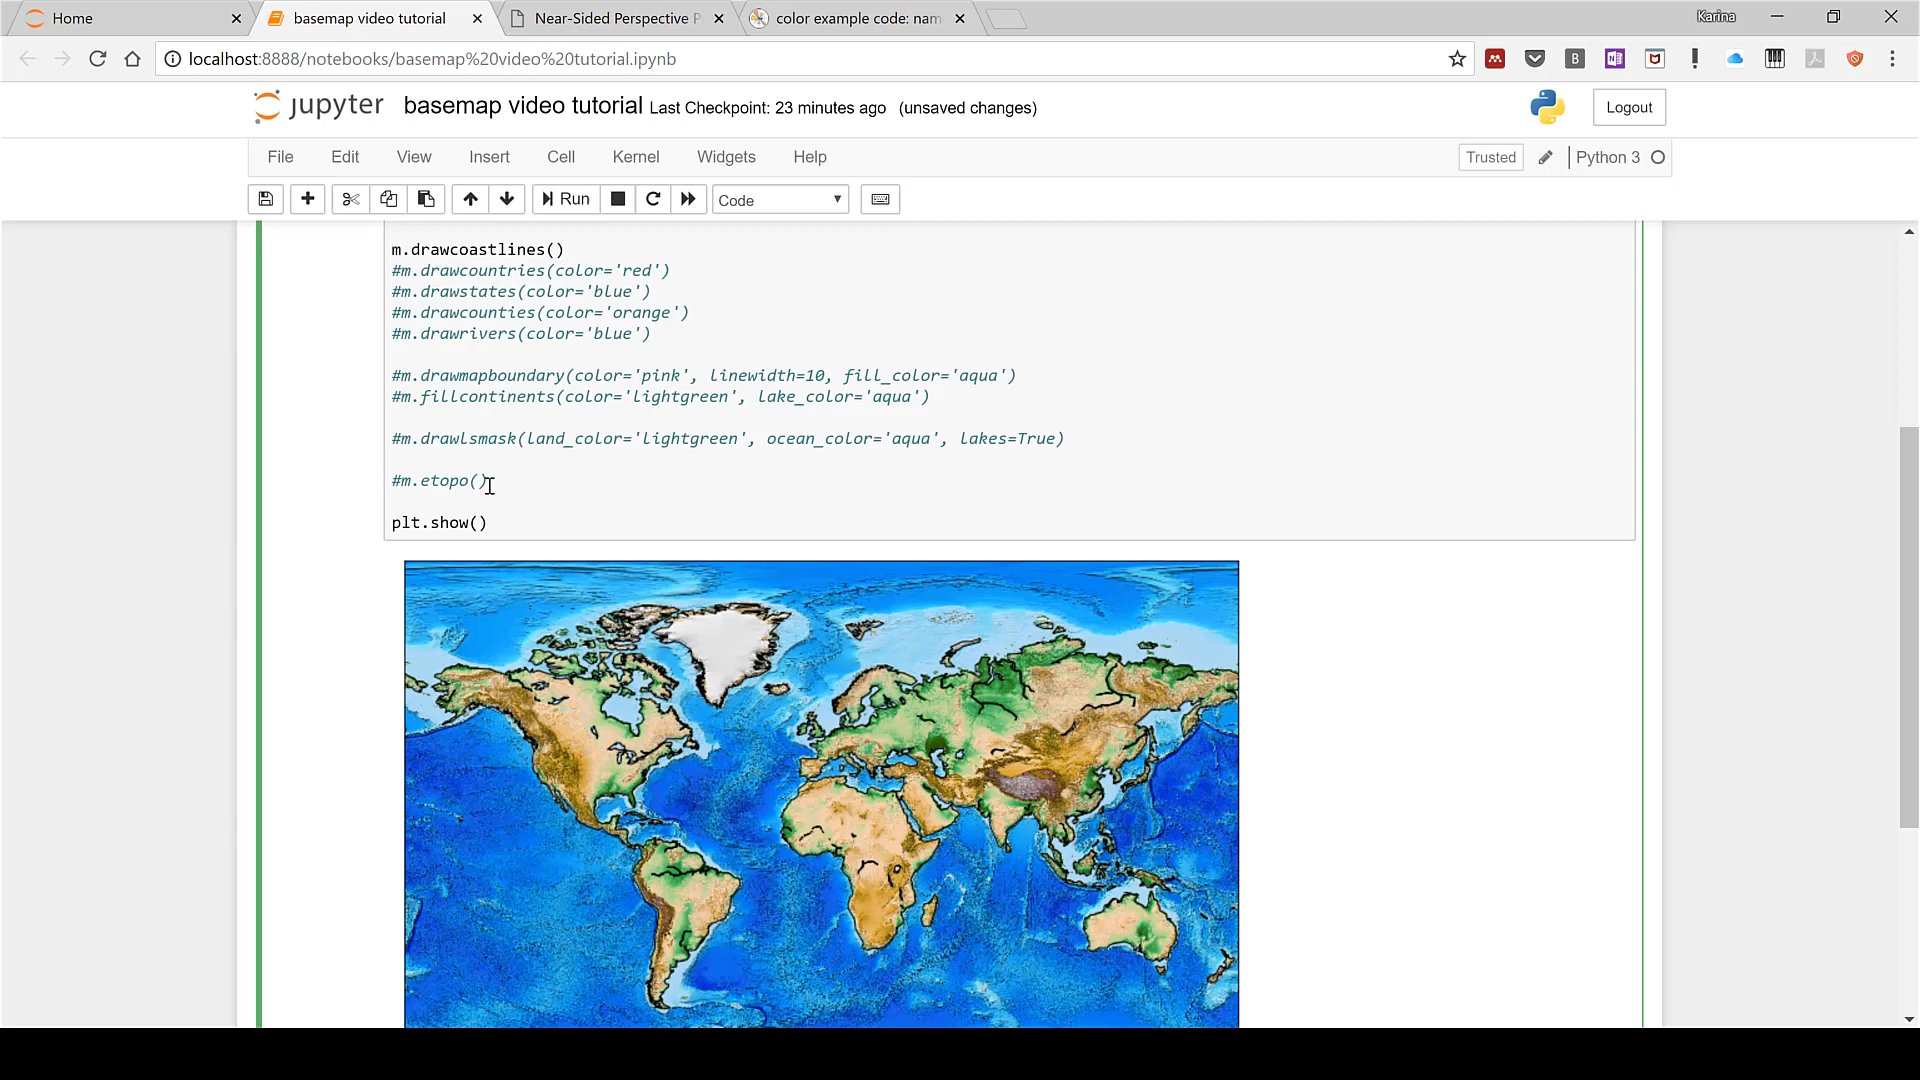 Home
basemap video tutorial
Near-Sided Perspective P
color example code: nam
Karina
localhost:8888/notebooks/basemap%20video%20tutorial.ipynb
jupyter basemap video tutorial Last Checkpoint: 23 minutes ago (unsaved changes)
Logout
File Edit View Insert Cell Kernel Widgets Help
Trusted Python 3
Run Code
m.drawcoastlines()
#m.drawcountries(color='red')
#m.drawstates(color='blue')
#m.drawcounties(color='orange')
#m.drawrivers(color='blue')
#m.drawmapboundary(color='pink', linewidth=10, fill_color='aqua')
#m.fillcontinents(color='lightgreen', lake_color='aqua')
#m.drawlsmask(land_color='lightgreen', ocean_color='aqua', lakes=True)
#m.etopo()
plt.show()